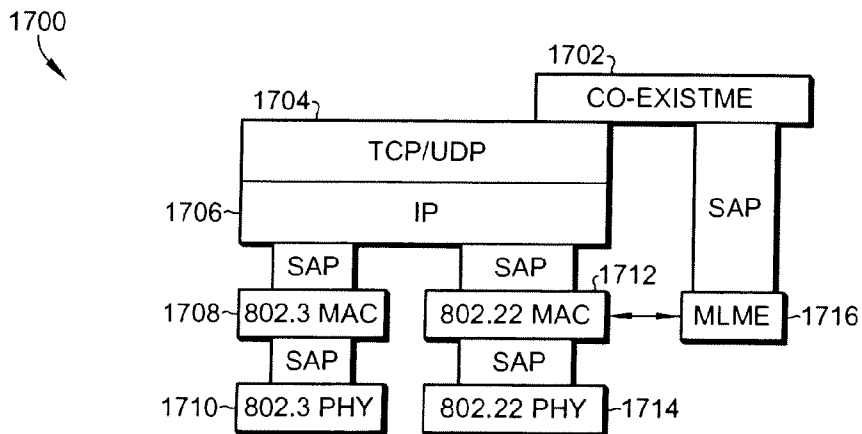 1700
1702
CO-EXISTME
1704
TCP/UDP
1706
IP
SAP
SAP
SAP
1712
1708
802.3 MAC
802.22 MAC
MLME
1716
SAP
SAP
1710
802.3 PHY
802.22 PHY
1714